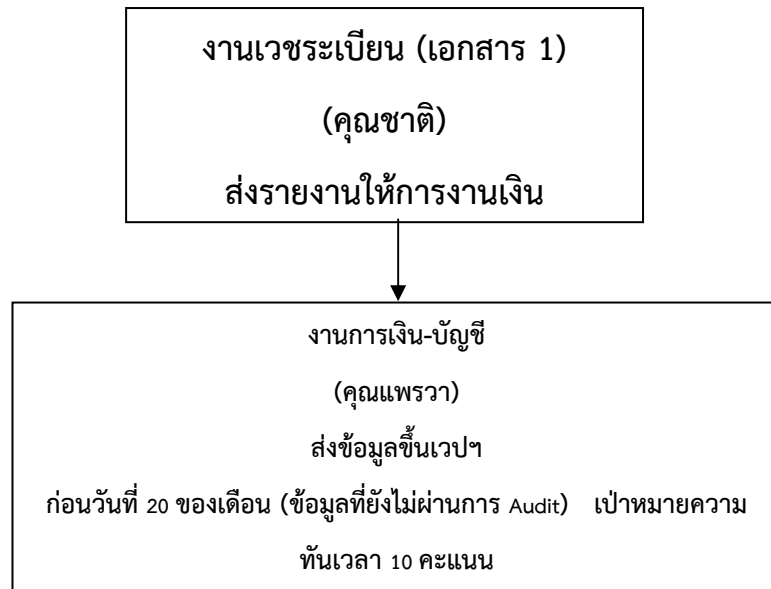 งานเวชระเบียน (เอกสาร 1)
(คุณชาติ)
ส่งรายงานให้การงานเงิน
งานการเงิน-บัญชี
(คุณแพรวา)
ส่งข้อมูลขึ้นเวปฯ
ก่อนวันที่ 20 ของเดือน (ข้อมูลที่ยังไม่ผ่านการ Audit) เป่าหมายความ
ทันเวลา 10 คะแนน